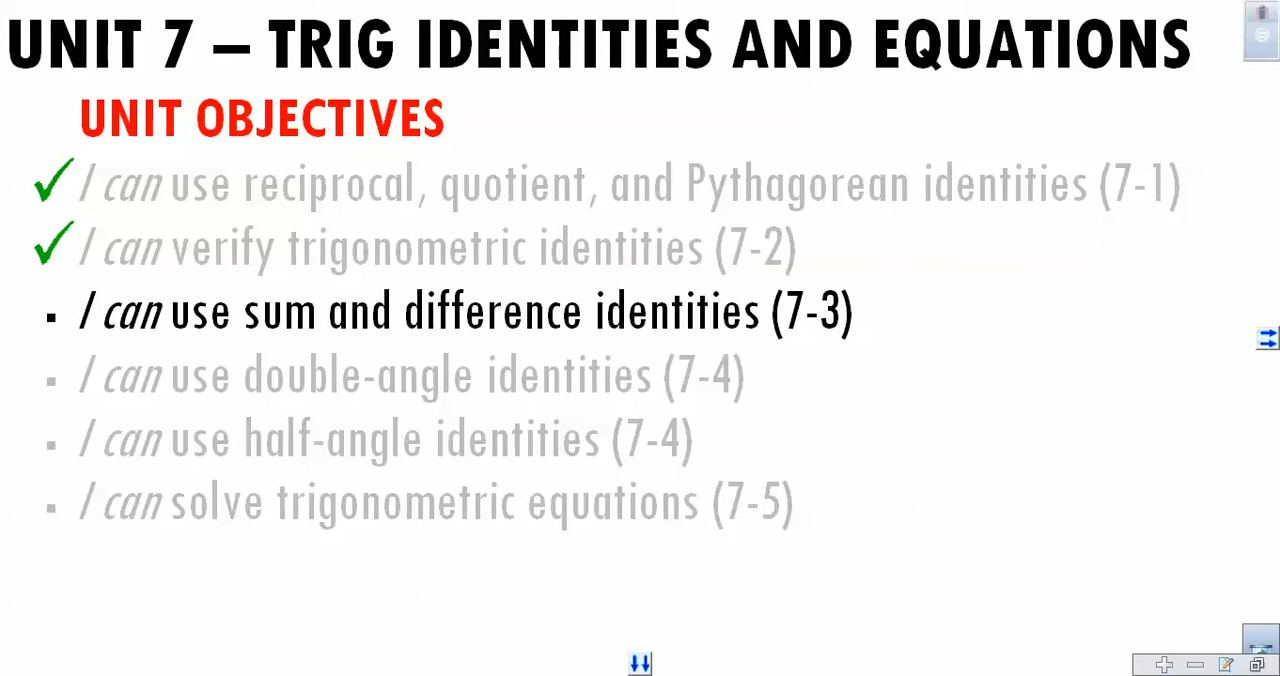 UNIT 7 – TRIG IDENTITIES AND EQUATIONS
UNIT OBJECTIVES
✓ I can use reciprocal, quotient, and Pythagorean identities (7-1)
✓ I can verify trigonometric identities (7-2)
▪ I can use sum and difference identities (7-3)
▪ I can use double-angle identities (7-4)
▪ I can use half-angle identities (7-4)
▪ I can solve trigonometric equations (7-5)